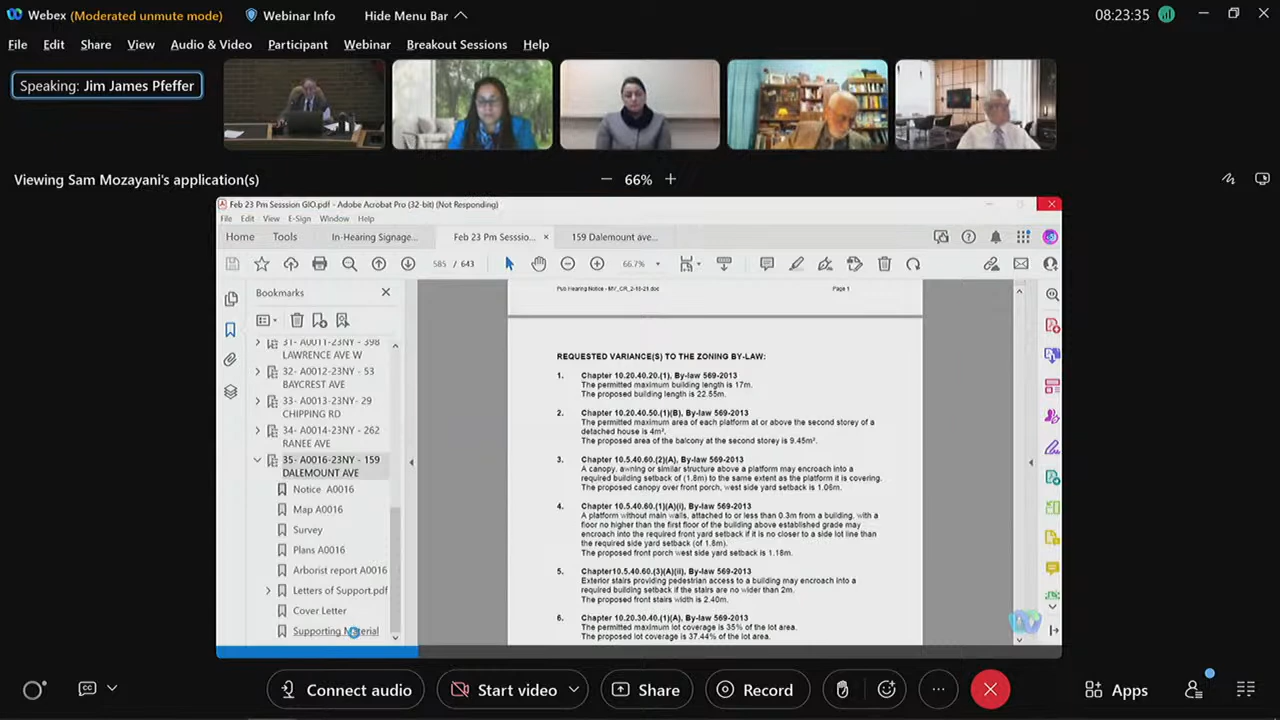 Webex (Moderated unmute mode) Webinar Info Hide Menu Bar 08:23:35
File Edit Share View Audio & Video Participant Webinar Breakout Sessions Help
Speaking: Jim James Pfeffer
Viewing Sam Mozayani's application(s) 66%
Feb 23 Pm Sesssion GIO.pdf - Adobe Acrobat Pro (32-bit) (Not Responding)
File Edit View E-Sign Window Help
Home Tools In-Hearing Signage... Feb 23 Pm Sesssio... 159 Dalemount ave...
585 / 643 66.7%
Bookmarks
31- A0011-23NY - 398
LAWRENCE AVE W
32- A0012-23NY - 53
BAYCREST AVE
33- A0013-23NY- 29
CHIPPING RD
34- A0014-23NY - 262
RANEE AVE
35- A0016-23NY - 159
DALEMOUNT AVE
Notice A0016
Map A0016
Survey
Plans A0016
Arborist report A0016
Letters of Support.pdf
Cover Letter
Supporting Material
Pub Hearing Notice - MV_CR_2-18-21.doc Page 1
REQUESTED VARIANCE(S) TO THE ZONING BY-LAW:
1. Chapter 10.20.40.20.(1), By-law 569-2013
The permitted maximum building length is 17m.
The proposed building length is 22.55m.
2. Chapter 10.20.40.50.(1)(B), By-law 569-2013
The permitted maximum area of each platform at or above the second storey of a
detached house is 4m².
The proposed area of the balcony at the second storey is 9.45m².
3. Chapter 10.5.40.60.(2)(A), By-law 569-2013
A canopy, awning or similar structure above a platform may encroach into a
required building setback of (1.8m) to the same extent as the platform it is covering.
The proposed canopy over front porch, west side yard setback is 1.06m.
4. Chapter 10.5.40.60.(1)(A)(i), By-law 569-2013
A platform without main walls, attached to or less than 0.3m from a building, with a
floor no higher than the first floor of the building above established grade may
encroach into the required front yard setback if it is no closer to a side lot line than
the required side yard setback (of 1.8m).
The proposed front porch west side yard setback is 1.18m.
5. Chapter10.5.40.60.(3)(A)(ii), By-law 569-2013
Exterior stairs providing pedestrian access to a building may encroach into a
required building setback if the stairs are no wider than 2m.
The proposed front stairs width is 2.40m.
6. Chapter 10.20.30.40.(1)(A), By-law 569-2013
The permitted maximum lot coverage is 35% of the lot area.
The proposed lot coverage is 37.44% of the lot area.
Connect audio Start video Share Record Apps